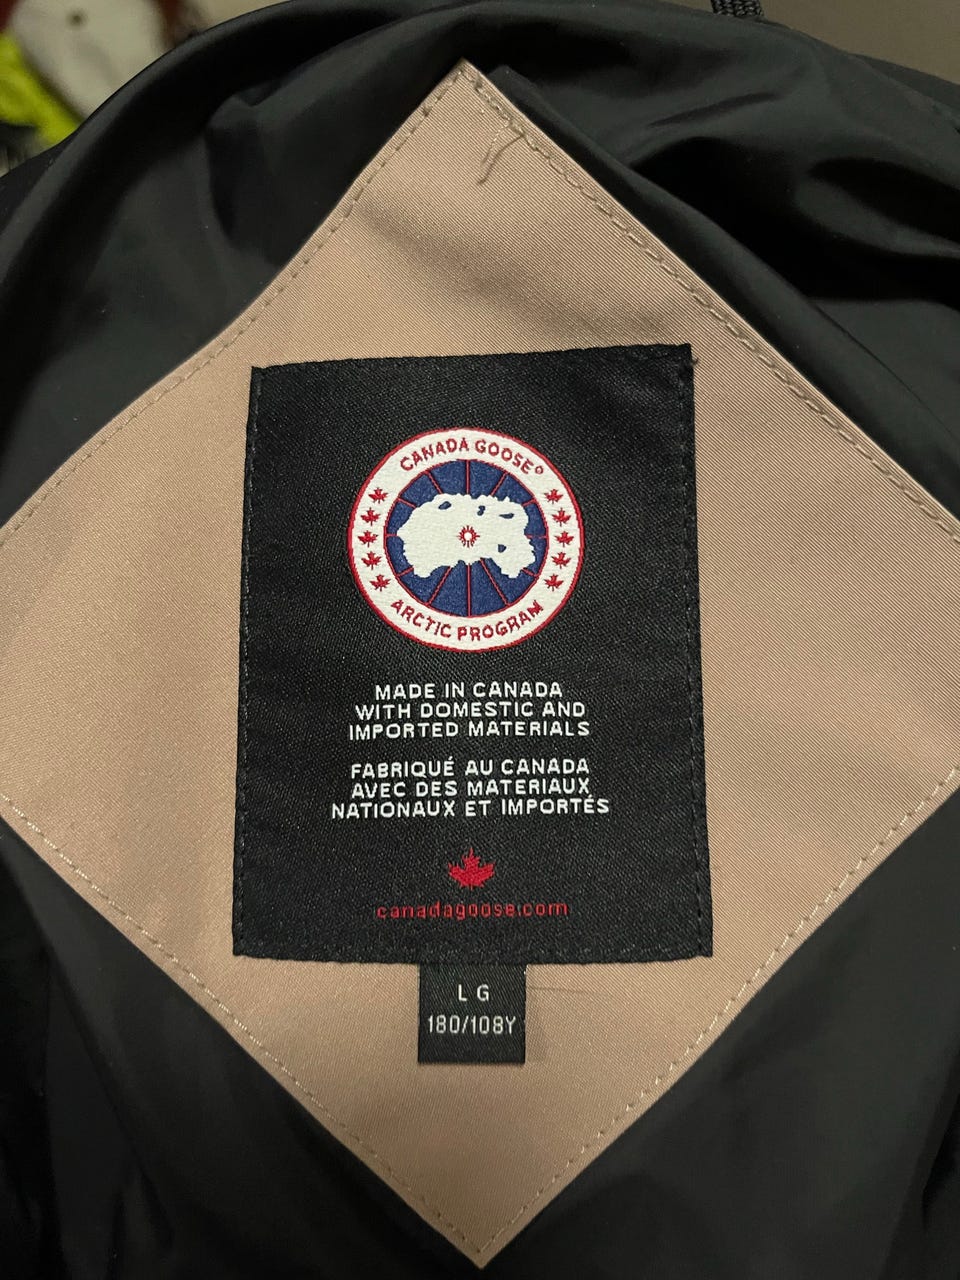 CANADA GOOSE®
ARCTIC PROGRAM
MADE IN CANADA
WITH DOMESTIC AND
IMPORTED MATERIALS
FABRIQUÉ AU CANADA
AVEC DES MATERIAUX
NATIONAUX ET IMPORTÉS
canadagoose.com
LG
180/108Y